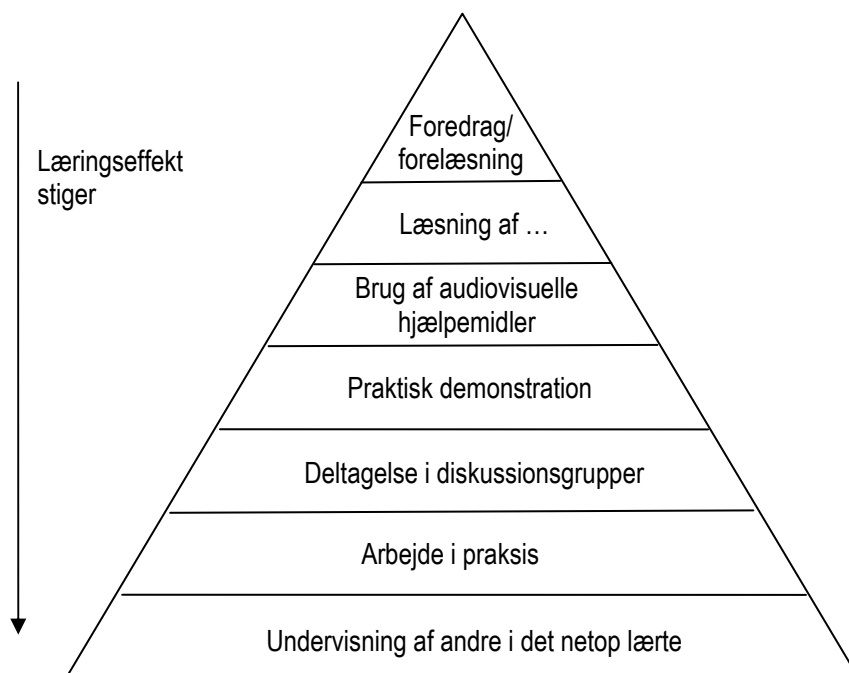 Læringseffekt
stiger
Foredrag/
forelæsning
Læsning af …
Brug af audiovisuelle
hjælpemidler
Praktisk demonstration
Deltagelse i diskussionsgrupper
Arbejde i praksis
Undervisning af andre i det netop lærte